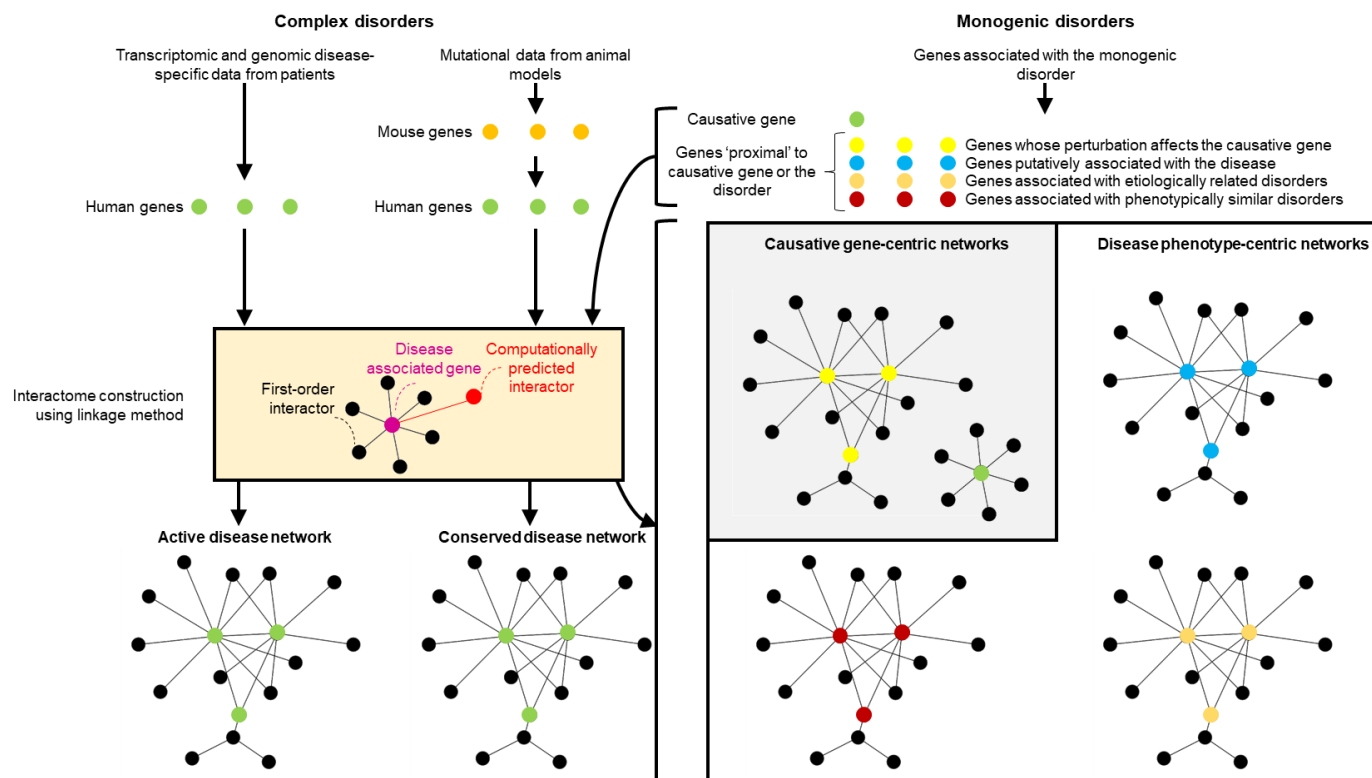 Complex disorders
Monogenic disorders
Transcriptomic and genomic disease-
specific data from patients
Mutational data from animal
models
Genes associated with the monogenic
disorder
Mouse genes
Human genes
Human genes
Causative gene
Genes ‘proximal’ to
causative gene or the
disorder
Genes whose perturbation affects the causative gene
Genes putatively associated with the disease
Genes associated with etiologically related disorders
Genes associated with phenotypically similar disorders
Interactome construction
using linkage method
First-order
interactor
Disease
associated gene
Computationally
predicted
interactor
Causative gene-centric networks
Disease phenotype-centric networks
Active disease network
Conserved disease network